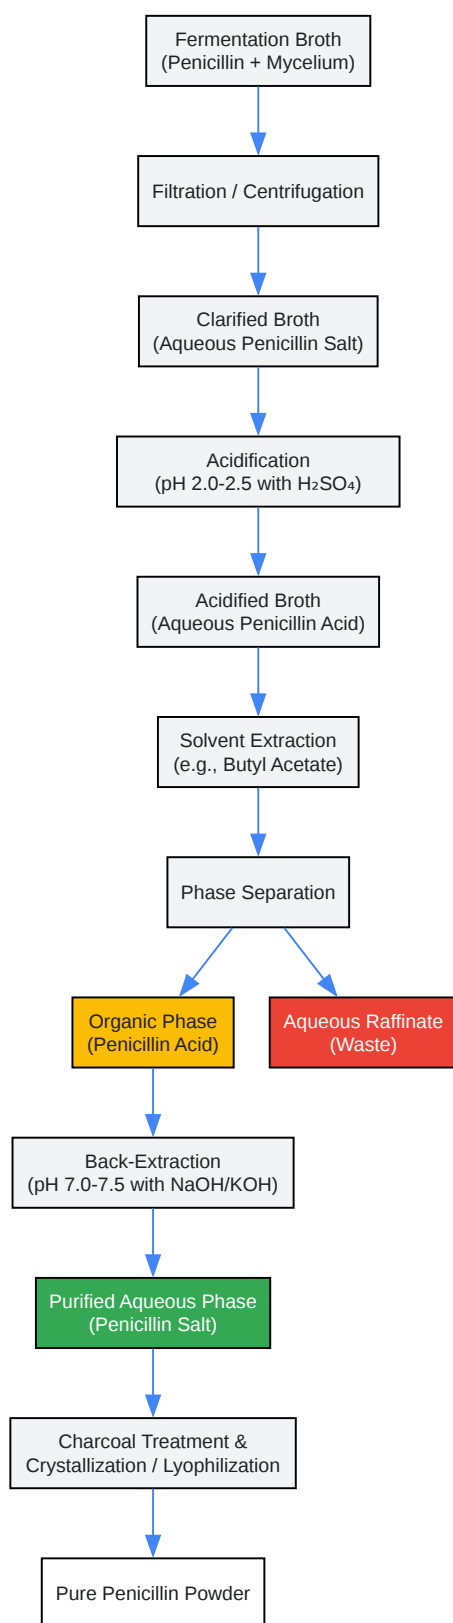 Fermentation Broth
(Penicillin + Mycelium)
Filtration / Centrifugation
Clarified Broth
(Aqueous Penicillin Salt)
Acidification
(pH 2.0-2.5 with H₂SO₄)
Acidified Broth
(Aqueous Penicillin Acid)
Solvent Extraction
(e.g., Butyl Acetate)
Phase Separation
Organic Phase
(Penicillin Acid)
Aqueous Raffinate
(Waste)
Back-Extraction
(pH 7.0-7.5 with NaOH/KOH)
Purified Aqueous Phase
(Penicillin Salt)
Charcoal Treatment &
Crystallization / Lyophilization
Pure Penicillin Powder